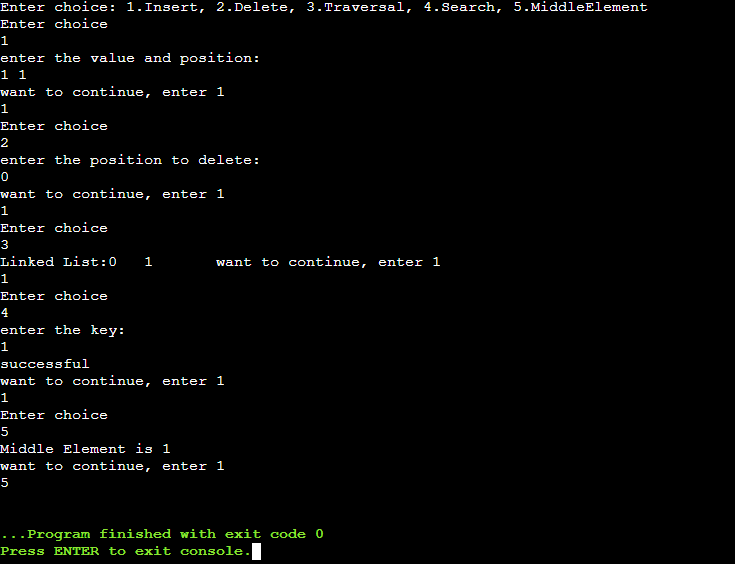 Enter choice: 1.Insert, 2.Delete, 3.Traversal, 4.Search, 5.MiddleElement
Enter choice
1
enter the value and position:
1 1
want to continue, enter 1
1
Enter choice
2
enter the position to delete:
0
want to continue, enter 1
1
Enter choice
3
Linked List:0   1       want to continue, enter 1
1
Enter choice
4
enter the key:
1
successful
want to continue, enter 1
1
Enter choice
5
Middle Element is 1
want to continue, enter 1
5
...Program finished with exit code 0
Press ENTER to exit console.